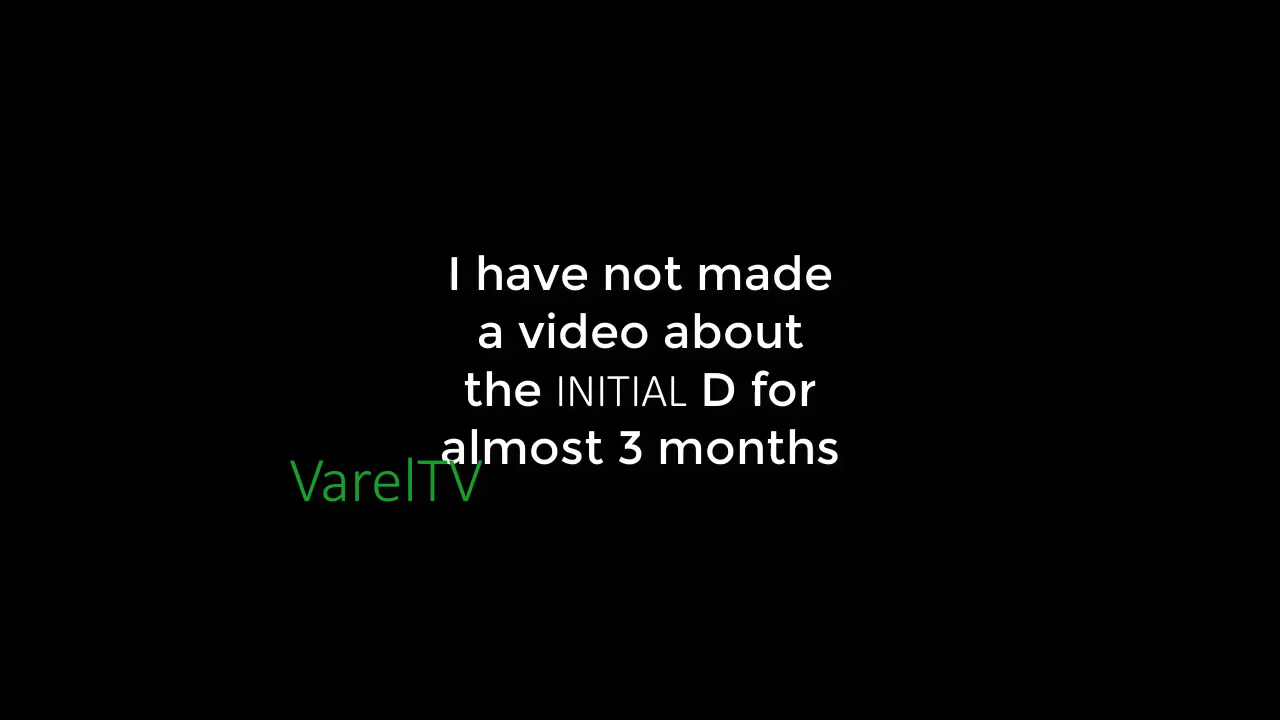 I have not made
a video about
the INITIAL D for
almost 3 months
VarelTV